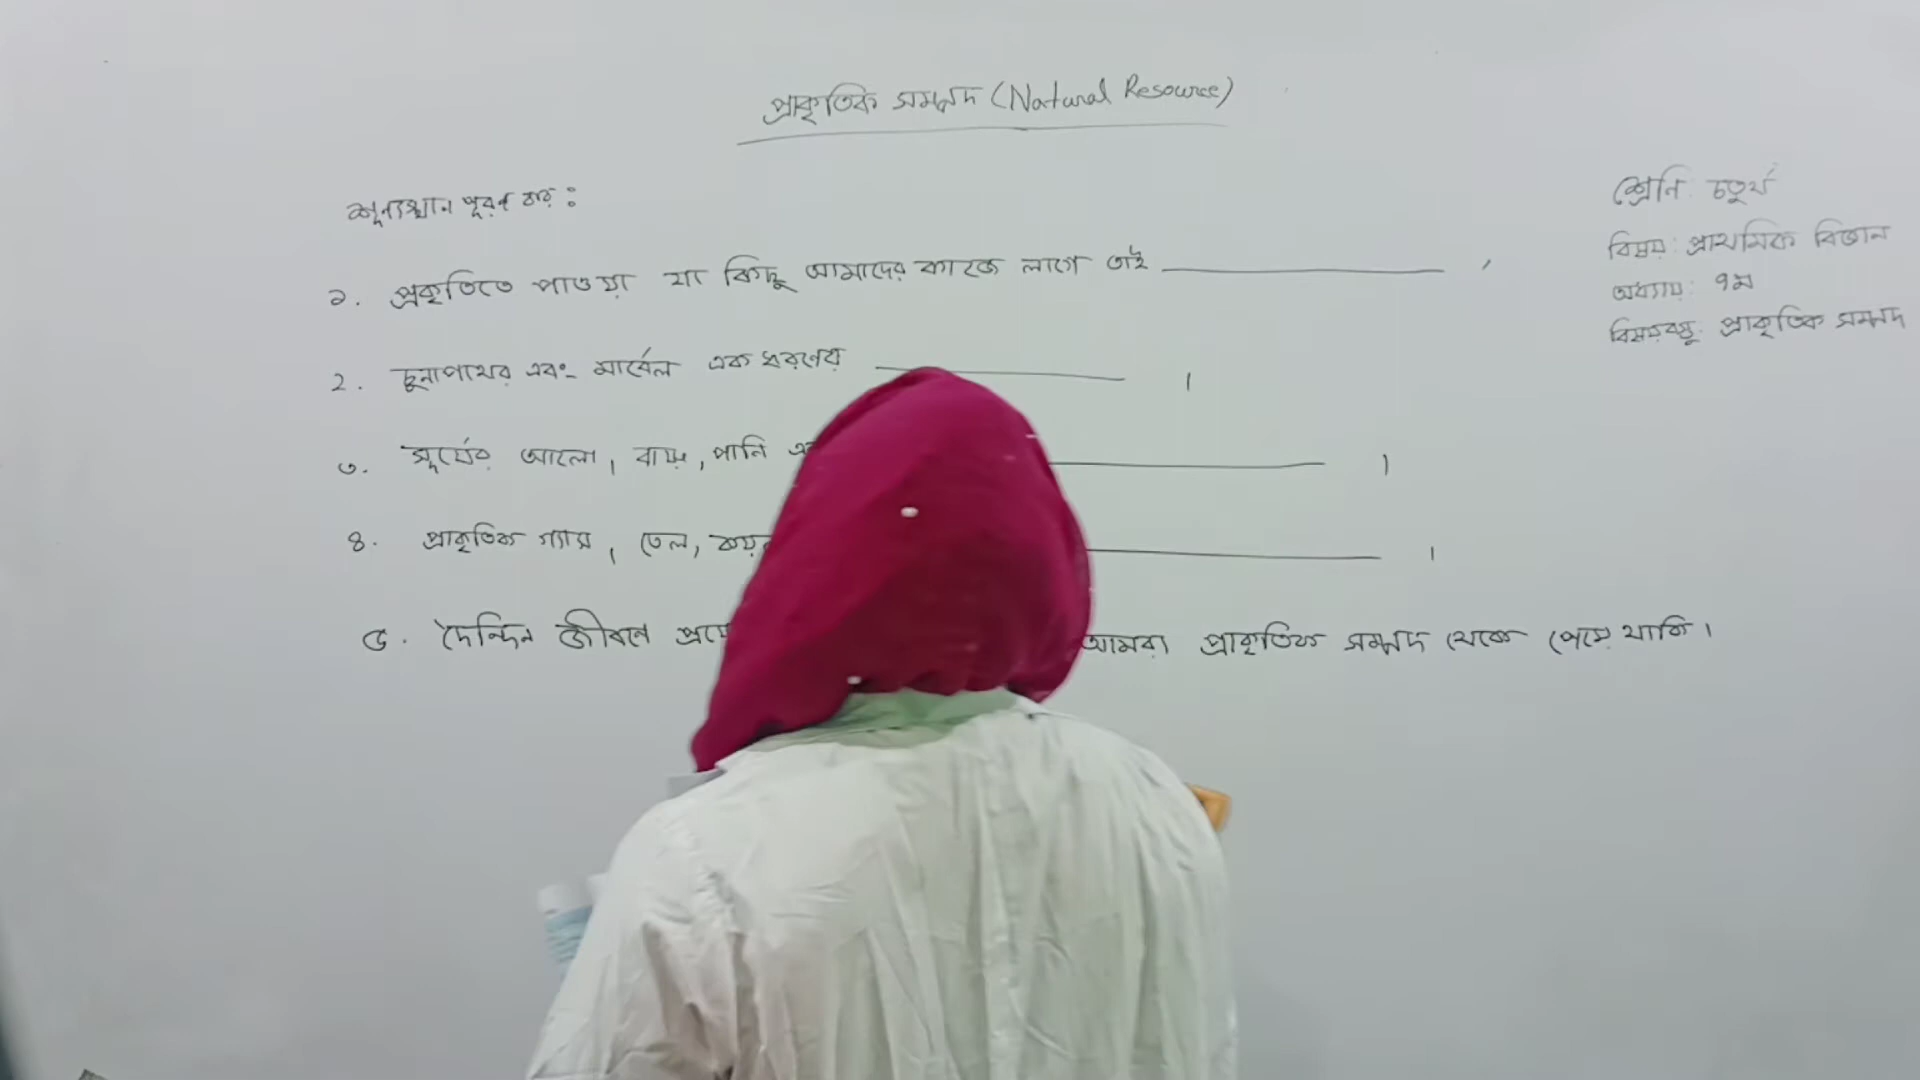 প্রাকৃতিক সম্পদ (Natural Resource)
শূন্যস্থান পূরণ কর :
১. প্রকৃতিতে পাওয়া যা কিছু আমাদের কাজে লাগে তাই ________ ,
২. চুনাপাথর এবং মার্বেল এক ধরনের ________ ।
৩. সূর্যের আলো, বায়ু, পানি ________ ।
৪. প্রাকৃতিক গ্যাস, তেল, ________ ।
৫. দৈনন্দিন জীবনে আমরা প্রাকৃতিক সম্পদ থেকে পেয়ে থাকি।
শ্রেণি: চতুর্থ
বিষয়: প্রাথমিক বিজ্ঞান
অধ্যায়: ৭ম
বিষয়বস্তু: প্রাকৃতিক সম্পদ